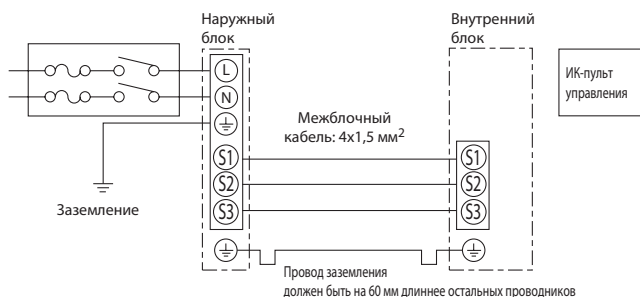 Наружный
блок
Внутренний
блок
L
N
ИК-пульт
управления
Межблочный
кабель: 4x1,5 мм²
S1
S2
S3
S1
S2
S3
Заземление
Провод заземления
должен быть на 60 мм длиннее остальных проводников